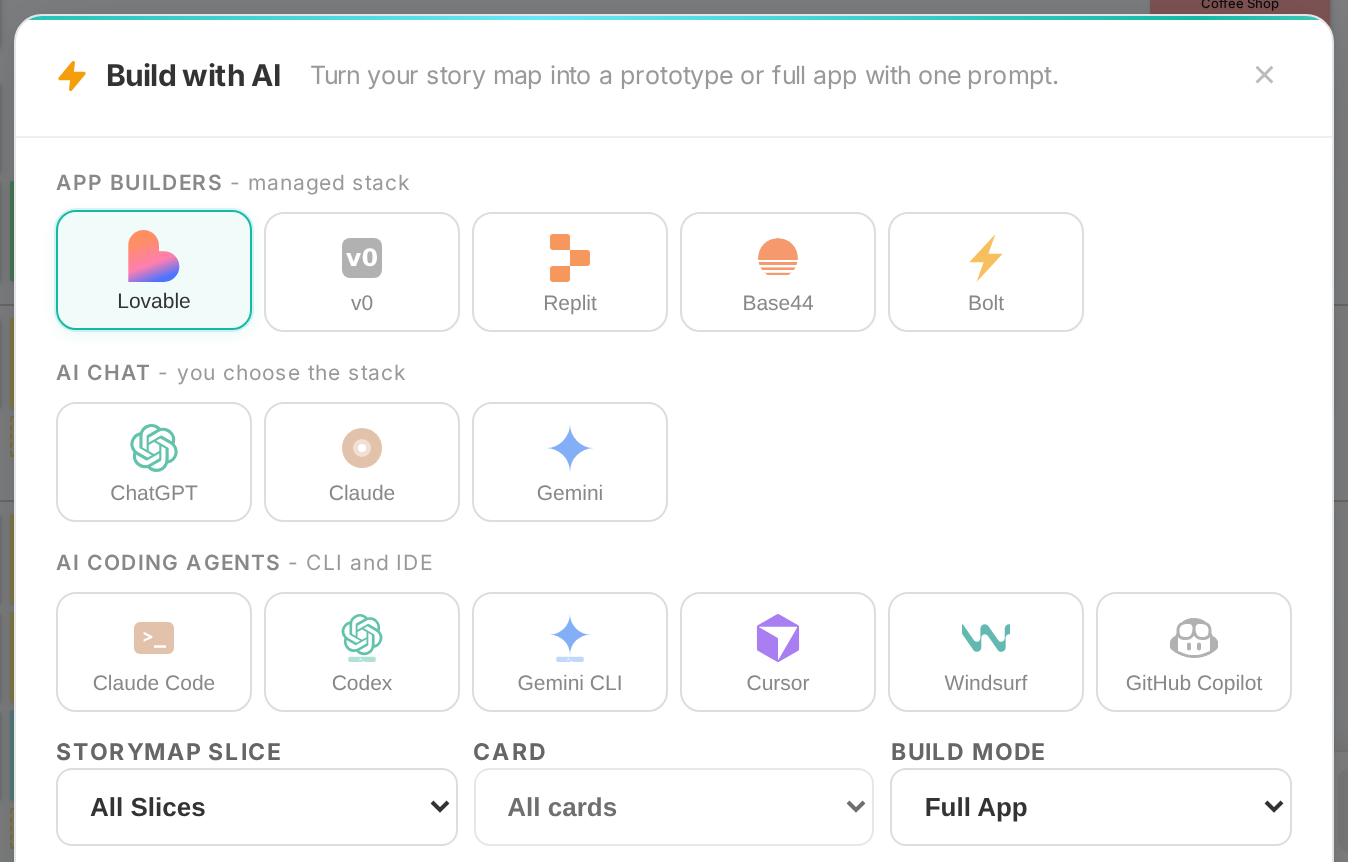 Coffee Shop
Build with AI Turn your story map into a prototype or full app with one prompt. ×
APP BUILDERS - managed stack
Lovable
v0
v0
Replit
Base44
Bolt
AI CHAT - you choose the stack
ChatGPT
Claude
Gemini
AI CODING AGENTS - CLI and IDE
>_
Claude Code
Codex
Gemini CLI
Cursor
Windsurf
GitHub Copilot
STORYMAP SLICE
All Slices
CARD
All cards
BUILD MODE
Full App